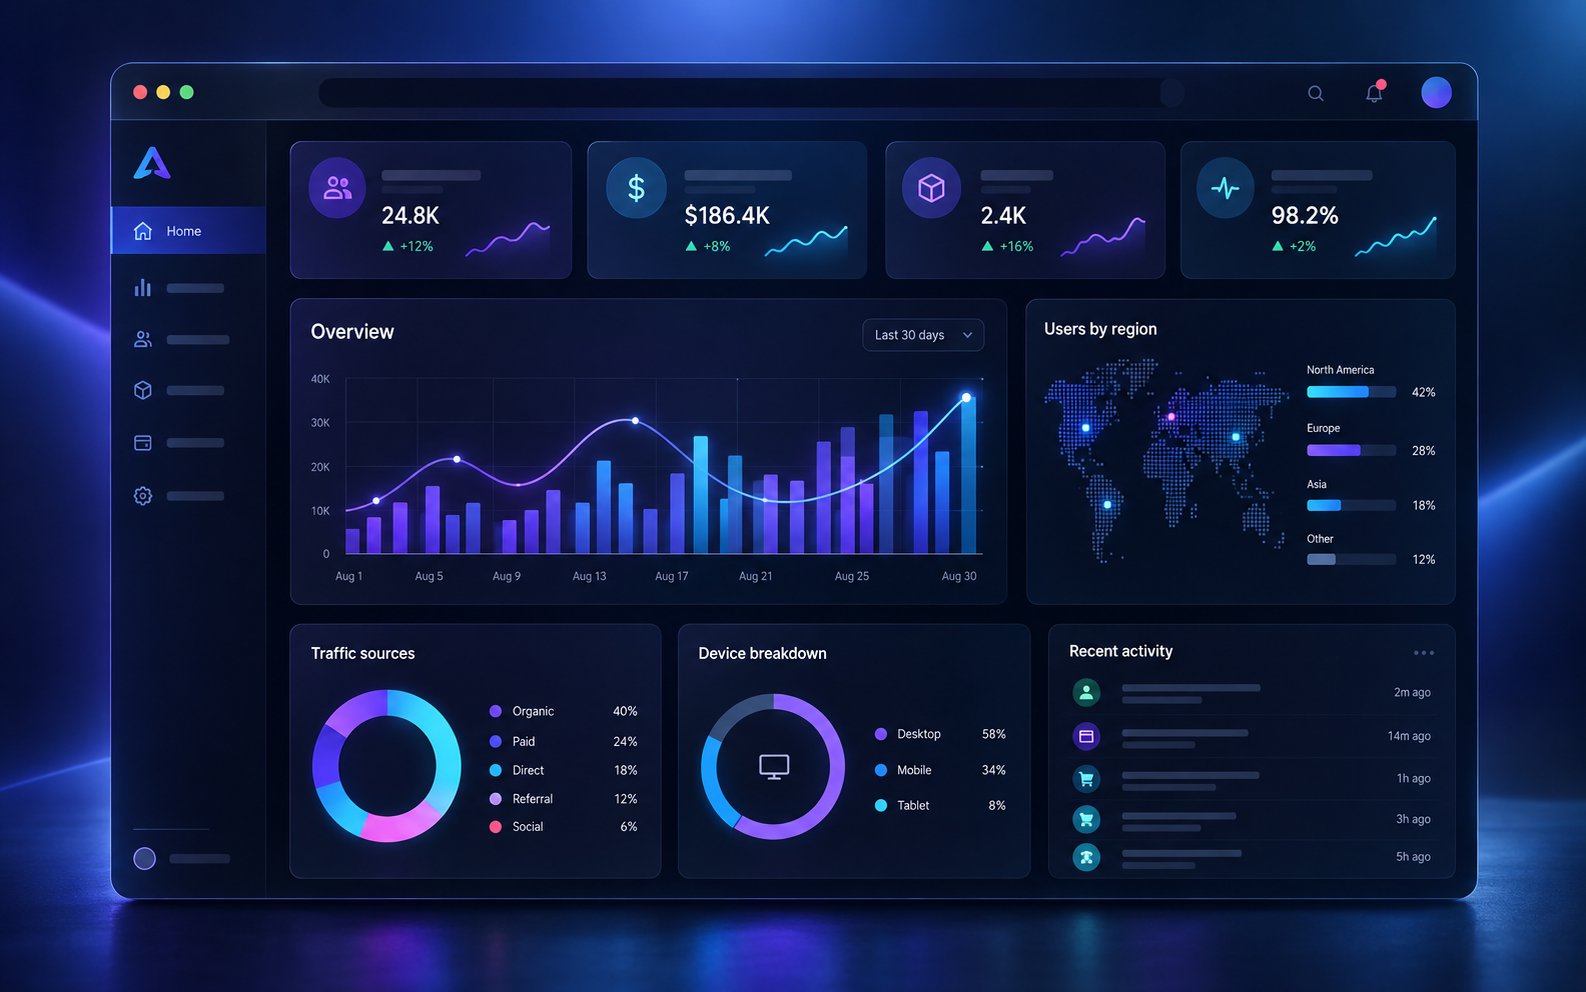 Home
24.8K
+12%
$186.4K
+8%
2.4K
+16%
98.2%
+2%
Overview
Last 30 days
40K
30K
20K
10K
0
Aug 1 Aug 5 Aug 9 Aug 13 Aug 17 Aug 21 Aug 25 Aug 30
Users by region
North America
42%
Europe
28%
Asia
18%
Other
12%
Traffic sources
Organic 40%
Paid 24%
Direct 18%
Referral 12%
Social 6%
Device breakdown
Desktop 58%
Mobile 34%
Tablet 8%
Recent activity
2m ago
14m ago
1h ago
3h ago
5h ago